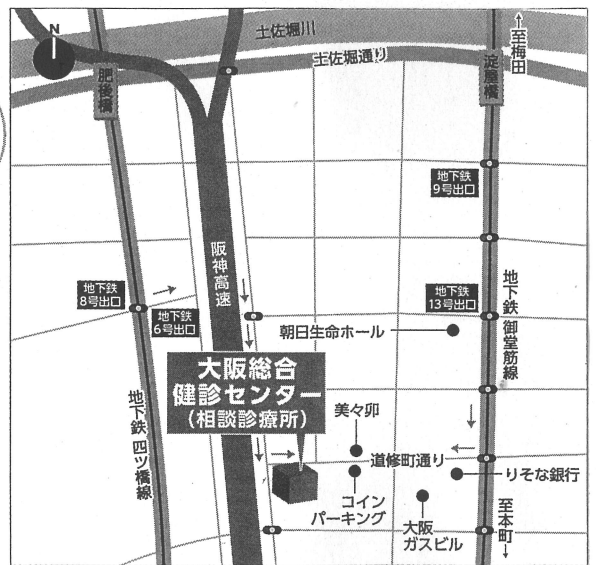 N
土佐堀川
土佐堀通り
肥後橋
淀屋橋
←至梅田
地下鉄
9号出口
阪神高速
地下鉄
8号出口
地下鉄
6号出口
地下鉄
13号出口
地下鉄 御堂筋線
朝日生命ホール
大阪総合
健診センター
(相談診療所)
地下鉄 四ツ橋線
美々卯
道修町通り
りそな銀行
コイン
パーキング
大阪
ガスビル
至本町→